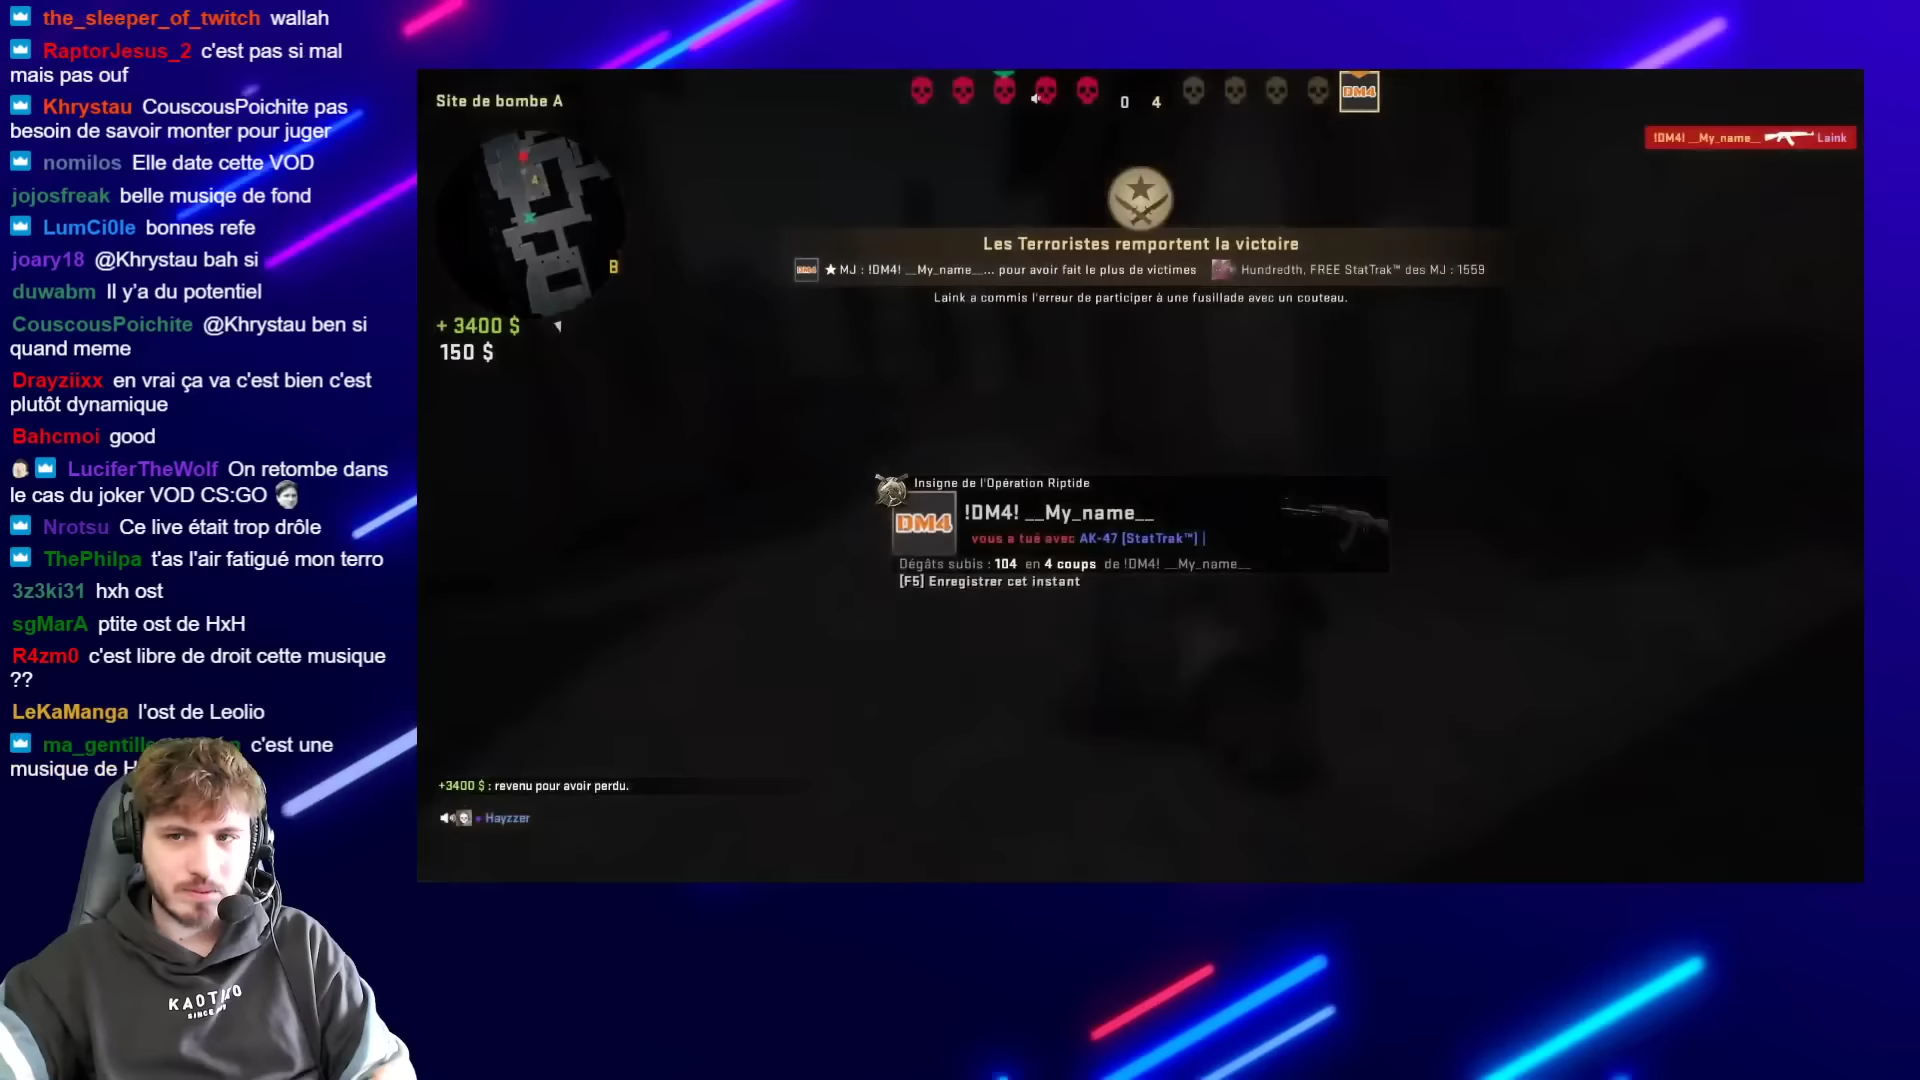 the_sleeper_of_twitch wallah
RaptorJesus_2 c'est pas si mal
mais pas ouf
Khrystau CouscousPoichite pas
besoin de savoir monter pour juger
nomilos Elle date cette VOD
jojosfreak belle musiqe de fond
LumCi0le bonnes refe
joary18 @Khrystau bah si
duwabm Il y'a du potentiel
CouscousPoichite @Khrystau ben si
quand meme
Drayziixx en vrai ça va c'est bien c'est
plutôt dynamique
Bahcmoi good
LuciferTheWolf On retombe dans
le cas du joker VOD CS:GO
Nrotsu Ce live était trop drôle
ThePhilpa t'as l'air fatigué mon terro
3z3ki31 hxh ost
sgMarA ptite ost de HxH
R4zm0 c'est libre de droit cette musique
??
LeKaManga l'ost de Leolio
c'est une
musique de
KAOTIKO
SINCE
Site de bombe A
A
B
+ 3400 $
150 $
0 4
DM4
!DM4! __My_name__ Laink
Les Terroristes remportent la victoire
DM4 ★ MJ : !DM4! __My_name__... pour avoir fait le plus de victimes Hundredth, FREE StatTrak™ des MJ : 1559
Laink a commis l'erreur de participer à une fusillade avec un couteau.
Insigne de l'Opération Riptide
DM4
!DM4! __My_name__
vous a tué avec AK-47 [StatTrak™] |
Dégâts subis : 104 en 4 coups de !DM4! __My_name__
[F5] Enregistrer cet instant
+3400 $ : revenu pour avoir perdu.
Hayzzer